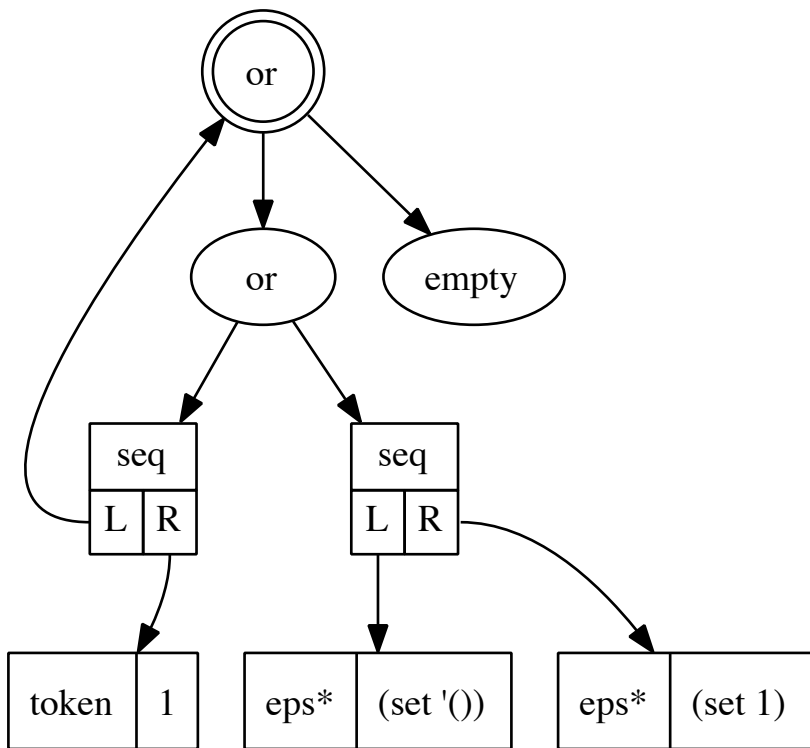 or
or
empty
seq
seq
L R
L R
token 1
eps* (set '())
eps* (set 1)